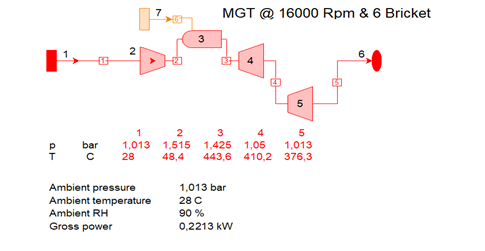 MGT @ 16000 Rpm & 6 Bricket
7
6
3
1
2
6
1
2
3
4
4
5
5
1 2 3 4 5
p bar 1,013 1,515 1,425 1,05 1,013
T C 28 48,4 443,6 410,2 376,3
Ambient pressure 1,013 bar
Ambient temperature 28 C
Ambient RH 90 %
Gross power 0,2213 kW